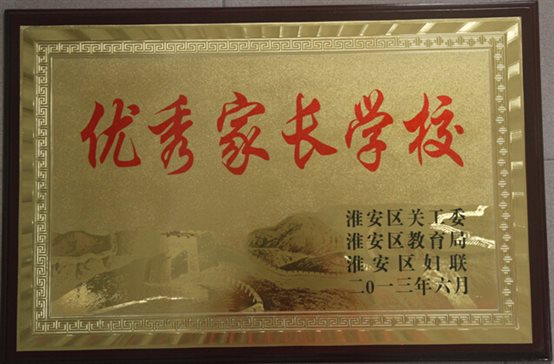 优秀家长学校
淮安区关工委
淮安区教育局
淮安区妇联
二〇一三年六月